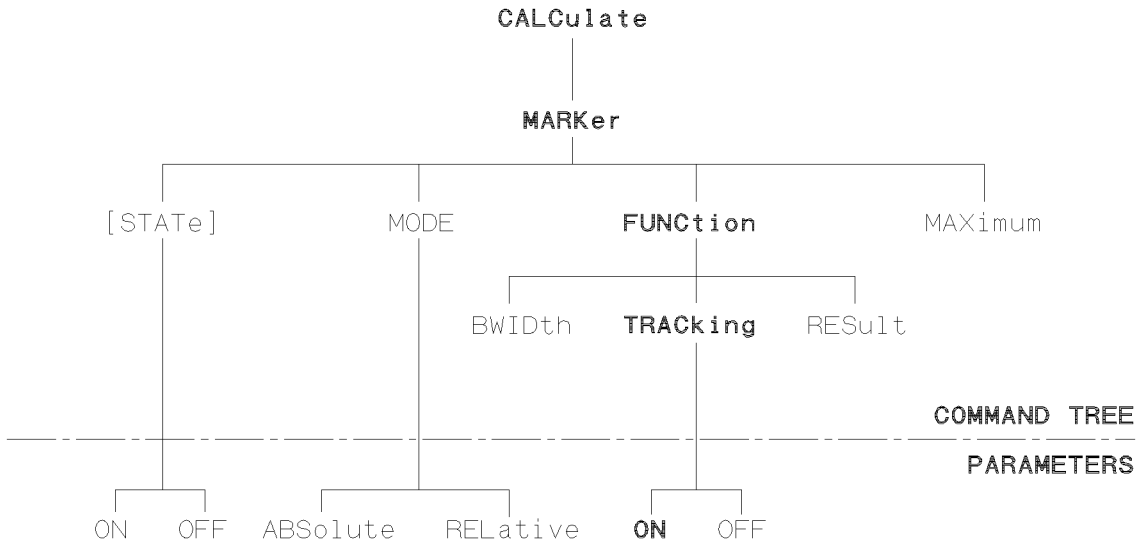 CALCulate
MARKer
[STATe] MODE FUNCtion MAXimum
BWIDth TRACking RESult
COMMAND TREE
PARAMETERS
ON OFF ABSolute RELative ON OFF